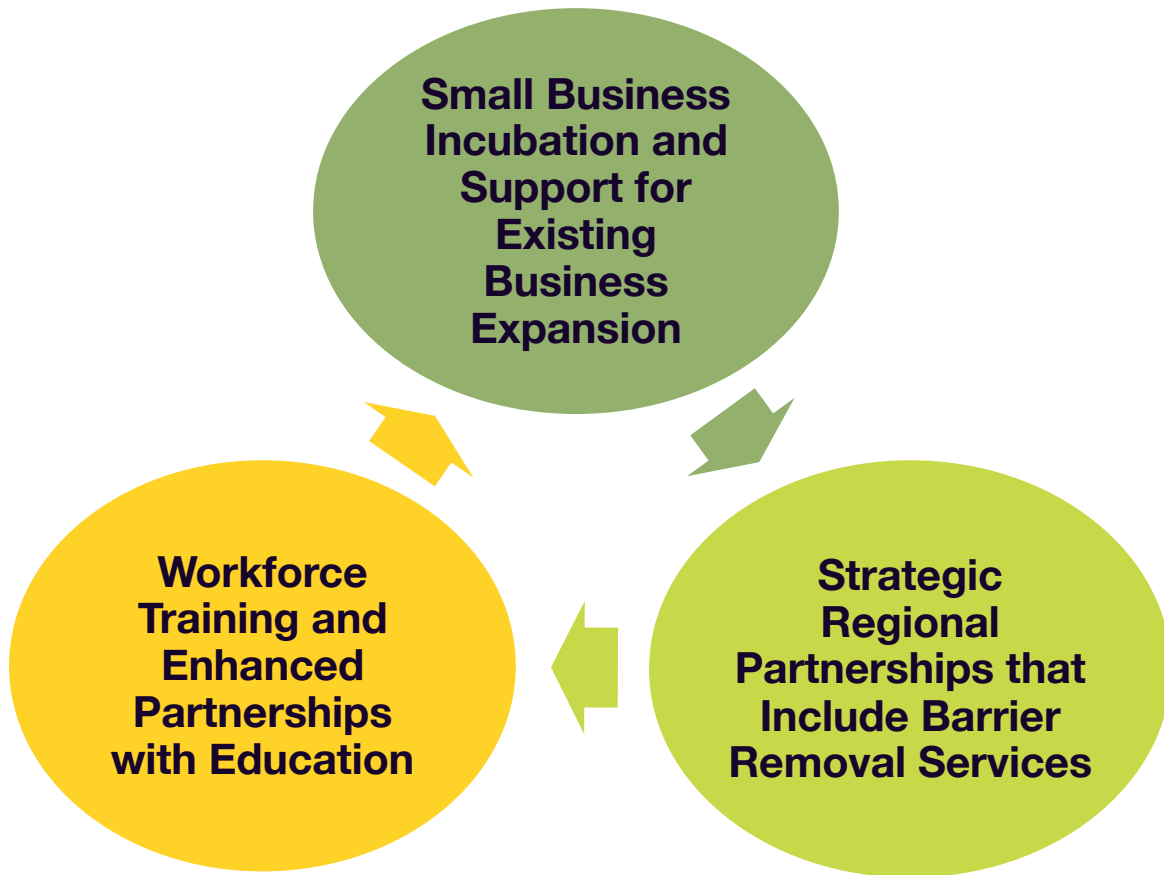 Small Business
Incubation and
Support for
Existing
Business
Expansion
Workforce
Training and
Enhanced
Partnerships
with Education
Strategic
Regional
Partnerships that
Include Barrier
Removal Services